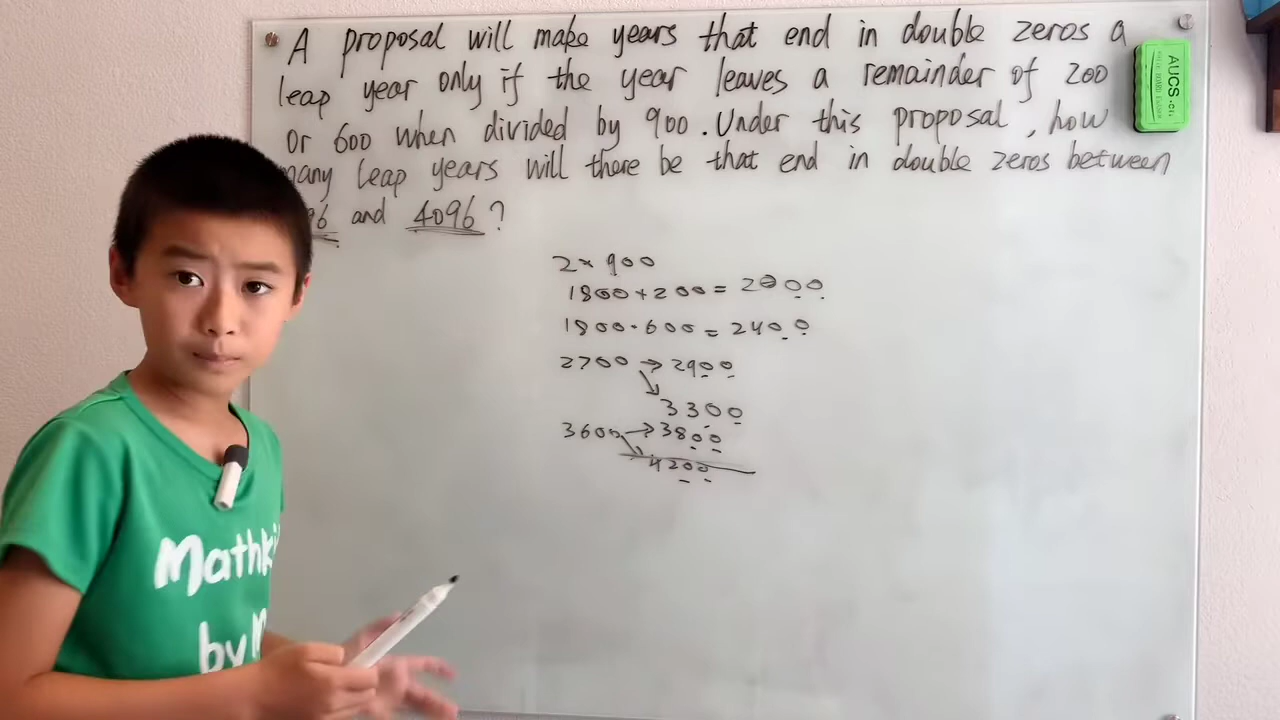 A proposal will make years that end in double zeros a
leap year only if the year leaves a remainder of 200
or 600 when divided by 900. Under this proposal, how
many leap years will there be that end in double zeros between
96 and 4096?
2 × 900
1800 + 200 = 2000
1800 · 600 = 2400
2700 → 2900
3300
3600 → 3800
4200
AUCS
Mathki
by